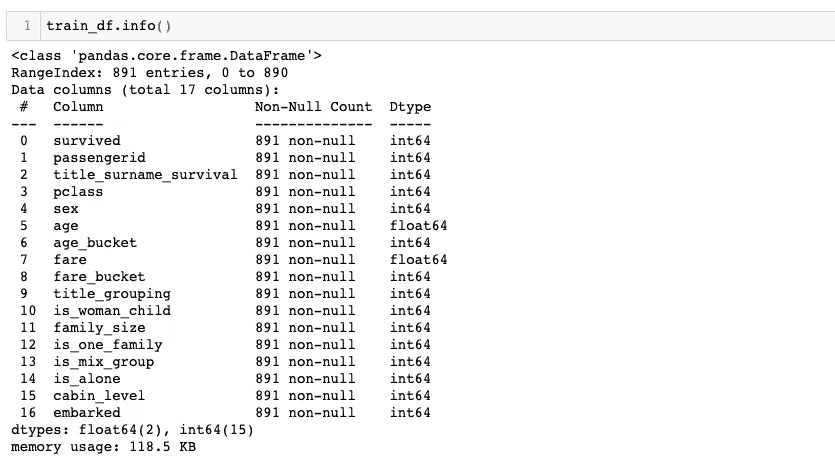 1 train_df.info()
<class 'pandas.core.frame.DataFrame'>
RangeIndex: 891 entries, 0 to 890
Data columns (total 17 columns):
 #   Column                  Non-Null Count  Dtype
---  ------                  --------------  -----
 0   survived                891 non-null    int64
 1   passengerid             891 non-null    int64
 2   title_surname_survival  891 non-null    int64
 3   pclass                  891 non-null    int64
 4   sex                     891 non-null    int64
 5   age                     891 non-null    float64
 6   age_bucket              891 non-null    int64
 7   fare                    891 non-null    float64
 8   fare_bucket             891 non-null    int64
 9   title_grouping          891 non-null    int64
 10  is_woman_child          891 non-null    int64
 11  family_size             891 non-null    int64
 12  is_one_family           891 non-null    int64
 13  is_mix_group            891 non-null    int64
 14  is_alone                891 non-null    int64
 15  cabin_level             891 non-null    int64
 16  embarked                891 non-null    int64
dtypes: float64(2), int64(15)
memory usage: 118.5 KB